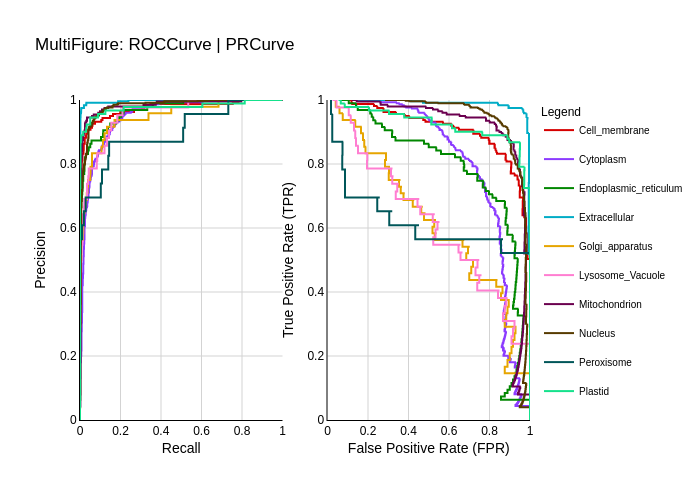 MultiFigure: ROCCurve | PRCurve
1
0.8
0.6
0.4
0.2
0
0
0.2
0.4
0.6
0.8
1
Recall
Precision
1
0.8
0.6
0.4
0.2
0
0
0.2
0.4
0.6
0.8
1
False Positive Rate (FPR)
True Positive Rate (TPR)
Legend
Cell_membrane
Cytoplasm
Endoplasmic_reticulum
Extracellular
Golgi_apparatus
Lysosome_Vacuole
Mitochondrion
Nucleus
Peroxisome
Plastid